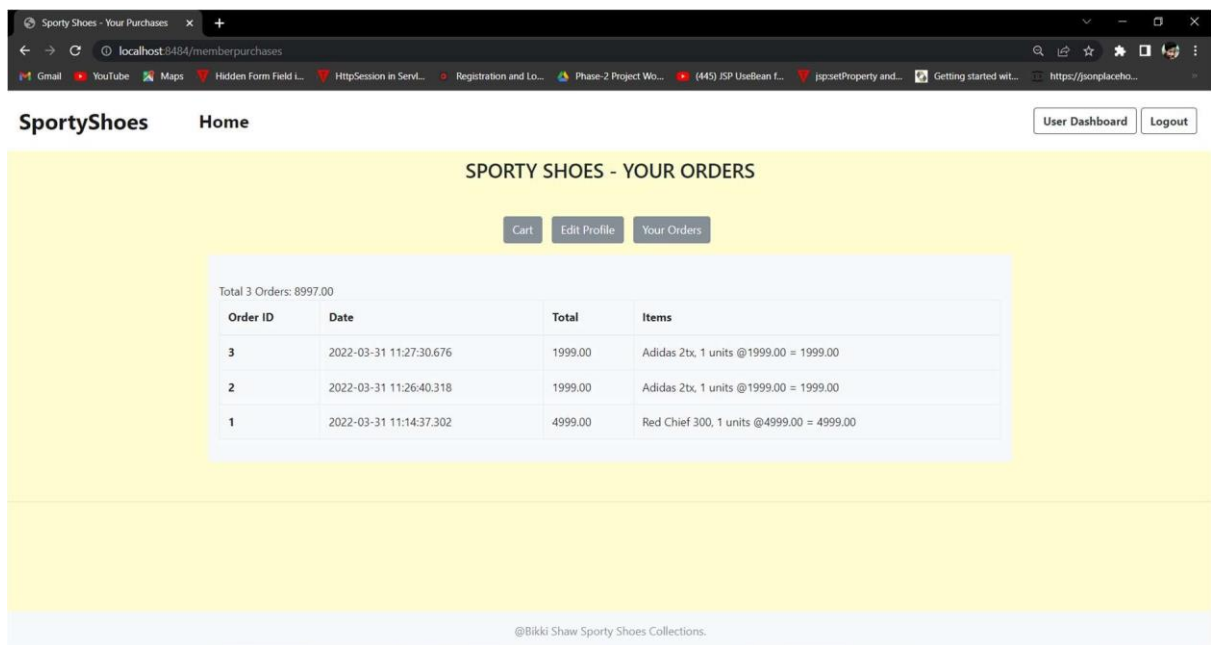 Sporty Shoes - Your Purchases
localhost:8484/memberpurchases
Gmail YouTube Maps Hidden Form Field i... HttpSession in Servl... Registration and Lo... Phase-2 Project Wo... (445) JSP UseBean f... jsp:setProperty and... Getting started wit... https://jsonplaceho...
SportyShoes Home User Dashboard Logout
SPORTY SHOES - YOUR ORDERS
Cart Edit Profile Your Orders
Total 3 Orders: 8997.00
Order ID Date Total Items
3 2022-03-31 11:27:30.676 1999.00 Adidas 2tx, 1 units @1999.00 = 1999.00
2 2022-03-31 11:26:40.318 1999.00 Adidas 2tx, 1 units @1999.00 = 1999.00
1 2022-03-31 11:14:37.302 4999.00 Red Chief 300, 1 units @4999.00 = 4999.00
@Bikki Shaw Sporty Shoes Collections.